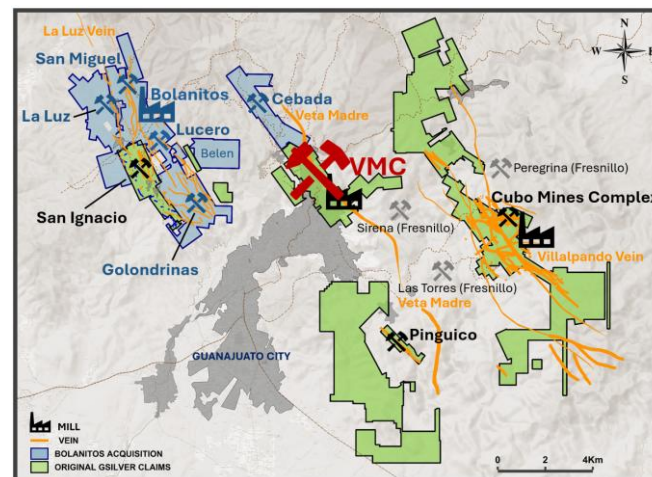 La Luz Vein
San Miguel
Bolanitos
La Luz
Lucero
Belen
San Ignacio
Golondrinas
Cebada
Veta Madre
VMC
Sirena (Fresnillo)
Las Torres (Fresnillo)
Veta Madre
Pinguico
Peregrina (Fresnillo)
Cubo Mines Complex
Villalpando Vein
GUANAJUATO CITY
N
W E
S
MILL
VEIN
BOLANITOS ACQUISITION
ORIGINAL GSILVER CLAIMS
0 2 4Km